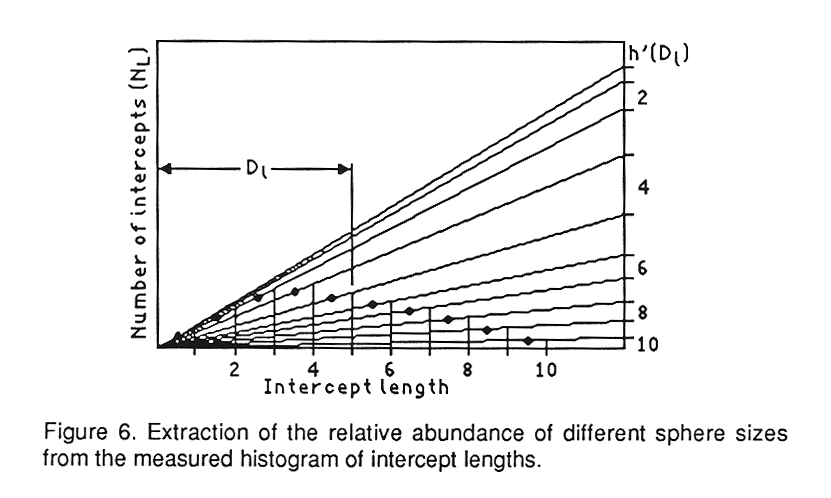 h'(Dl)
Number of intercepts (NL)
2
4
6
8
10
Dl
2 4 6 8 10
Intercept length
Figure 6. Extraction of the relative abundance of different sphere sizes
from the measured histogram of intercept lengths.